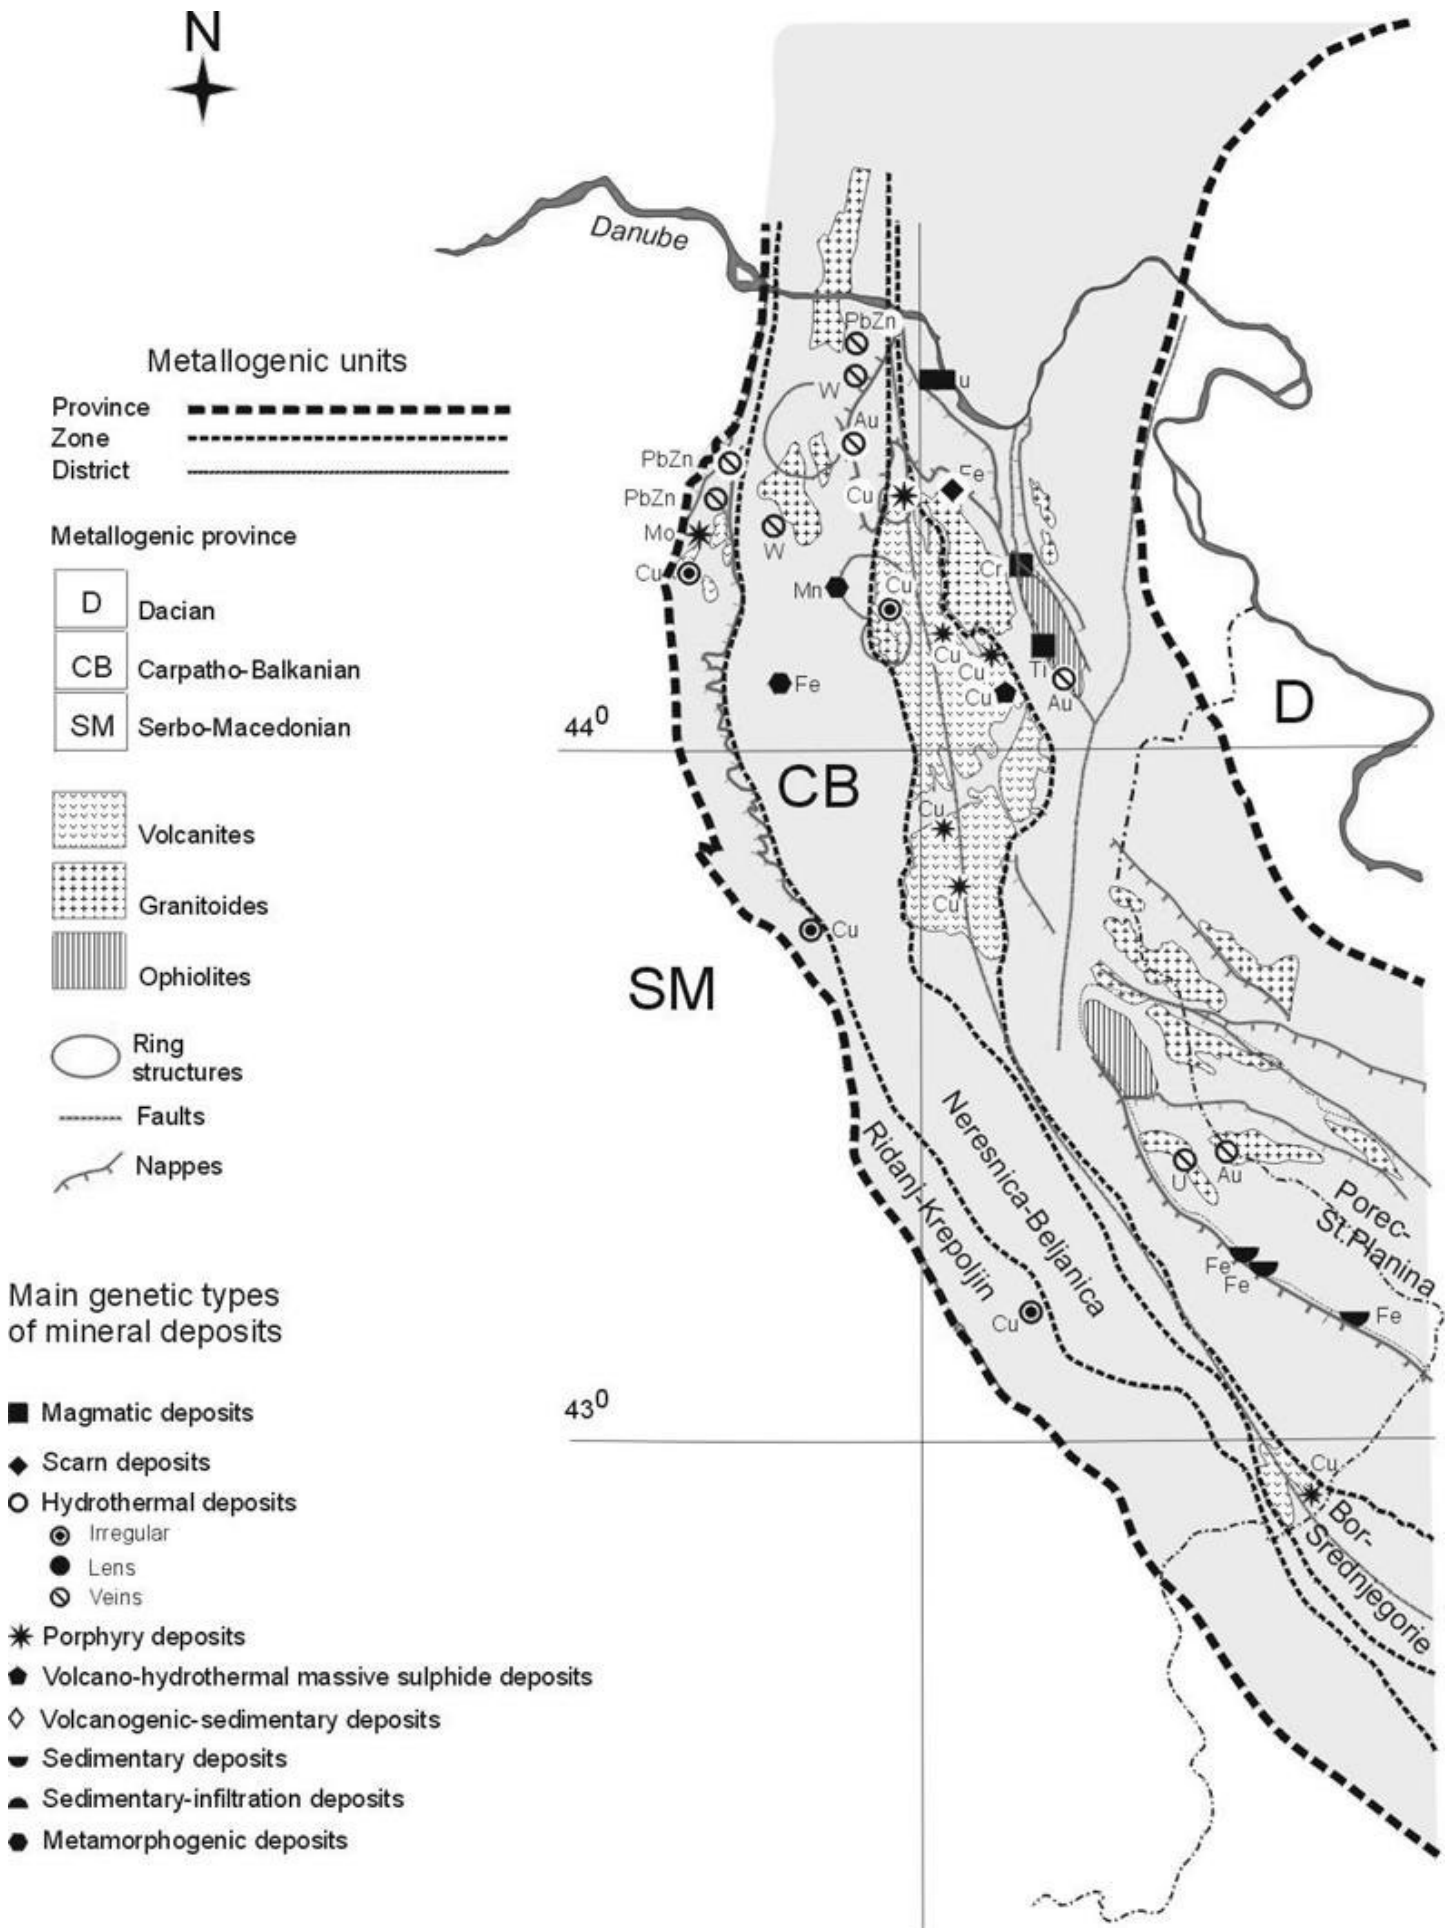 N
Danube
Metallogenic units
Province
Zone
District
Metallogenic province
D Dacian
CB Carpatho-Balkanian
SM Serbo-Macedonian
Volcanites
Granitoides
Ophiolites
Ring
structures
Faults
Nappes
Main genetic types
of mineral deposits
Magmatic deposits
Scarn deposits
Hydrothermal deposits
Irregular
Lens
Veins
Porphyry deposits
Volcano-hydrothermal massive sulphide deposits
Volcanogenic-sedimentary deposits
Sedimentary deposits
Sedimentary-infiltration deposits
Metamorphogenic deposits
PbZn
W
u
Au
PbZn
Fe
PbZn
Cu
Mo
W
Cu
Cr
Mn
Cu
Cu
Cu
Ti
Fe
Cu
Au
D
44⁰
CB
Cu
Cu
Cu
SM
U
Au
Neresnica-Beljanica
Ridanj-Krepoljin
Porec-
St.Planina
Fe
Fe
Fe
Cu
43⁰
Cu
Bor-
Srednjegorie